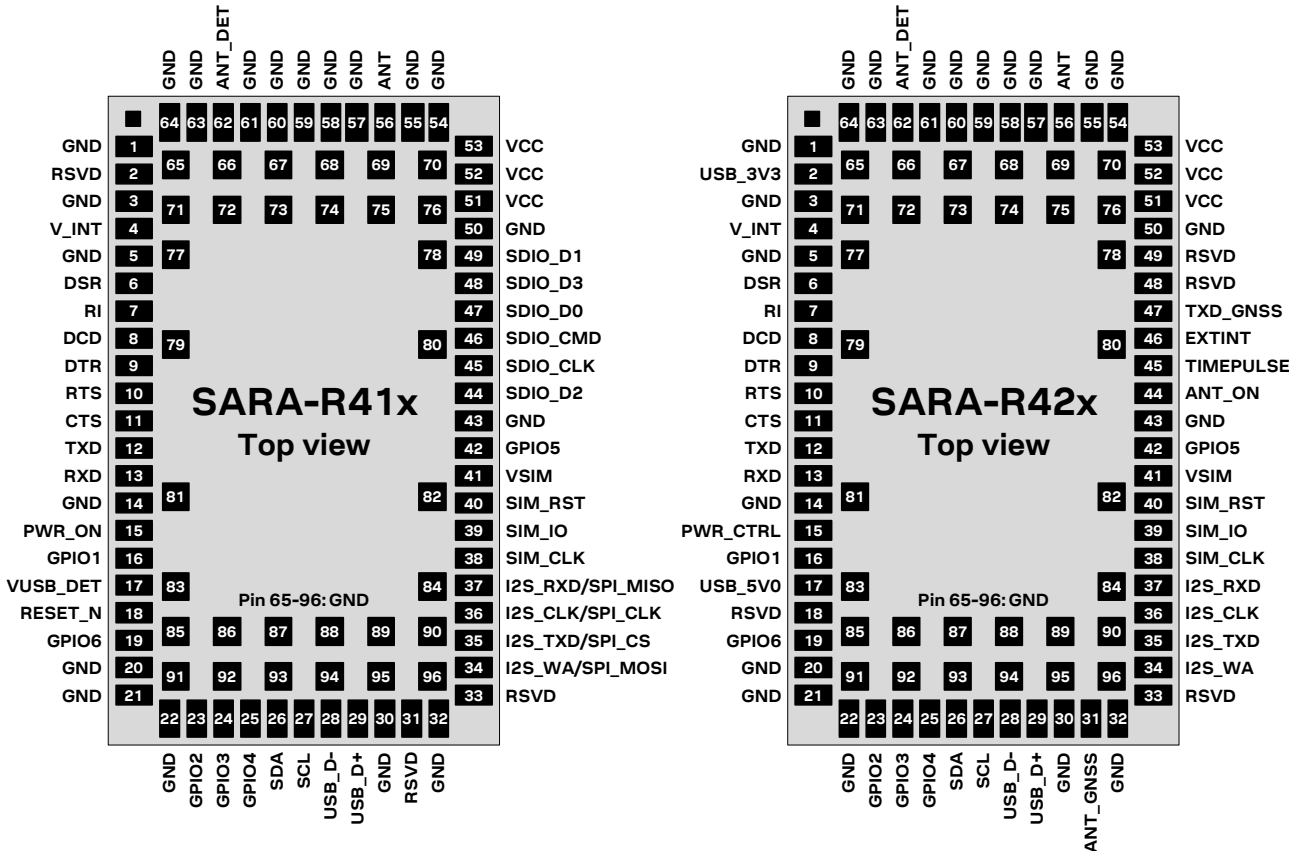 GND GND ANT_DET GND GND GND GND GND ANT GND GND
64 63 62 61 60 59 58 57 56 55 54
GND 1 53 VCC
65 66 67 68 69 70
RSVD 2 52 VCC
GND 3 51 VCC
71 72 73 74 75 76
V_INT 4 50 GND
GND 5 77 78 49 SDIO_D1
DSR 6 48 SDIO_D3
RI 7 47 SDIO_D0
DCD 8 79 80 46 SDIO_CMD
DTR 9 45 SDIO_CLK
RTS 10 44 SDIO_D2
SARA-R41x
CTS 11 43 GND
TXD 12 42 GPIO5
Top view
RXD 13 41 VSIM
GND 14 81 82 40 SIM_RST
PWR_ON 15 39 SIM_IO
GPIO1 16 38 SIM_CLK
VUSB_DET 17 83 84 37 I2S_RXD/SPI_MISO
Pin 65-96: GND
RESET_N 18 36 I2S_CLK/SPI_CLK
85 86 87 88 89 90
GPIO6 19 35 I2S_TXD/SPI_CS
GND 20 34 I2S_WA/SPI_MOSI
91 92 93 94 95 96
GND 21 33 RSVD
22 23 24 25 26 27 28 29 30 31 32
GND GPIO2 GPIO3 GPIO4 SDA SCL USB_D- USB_D+ GND RSVD GND
GND GND ANT_DET GND GND GND GND GND ANT GND GND
64 63 62 61 60 59 58 57 56 55 54
GND 1 53 VCC
65 66 67 68 69 70
USB_3V3 2 52 VCC
GND 3 51 VCC
71 72 73 74 75 76
V_INT 4 50 GND
GND 5 77 78 49 RSVD
DSR 6 48 RSVD
RI 7 47 TXD_GNSS
DCD 8 79 80 46 EXTINT
DTR 9 45 TIMEPULSE
RTS 10 44 ANT_ON
SARA-R42x
CTS 11 43 GND
TXD 12 42 GPIO5
Top view
RXD 13 41 VSIM
GND 14 81 82 40 SIM_RST
PWR_CTRL 15 39 SIM_IO
GPIO1 16 38 SIM_CLK
USB_5V0 17 83 84 37 I2S_RXD
Pin 65-96: GND
RSVD 18 36 I2S_CLK
85 86 87 88 89 90
GPIO6 19 35 I2S_TXD
GND 20 34 I2S_WA
91 92 93 94 95 96
GND 21 33 RSVD
22 23 24 25 26 27 28 29 30 31 32
GND GPIO2 GPIO3 GPIO4 SDA SCL USB_D- USB_D+ GND ANT_GNSS GND